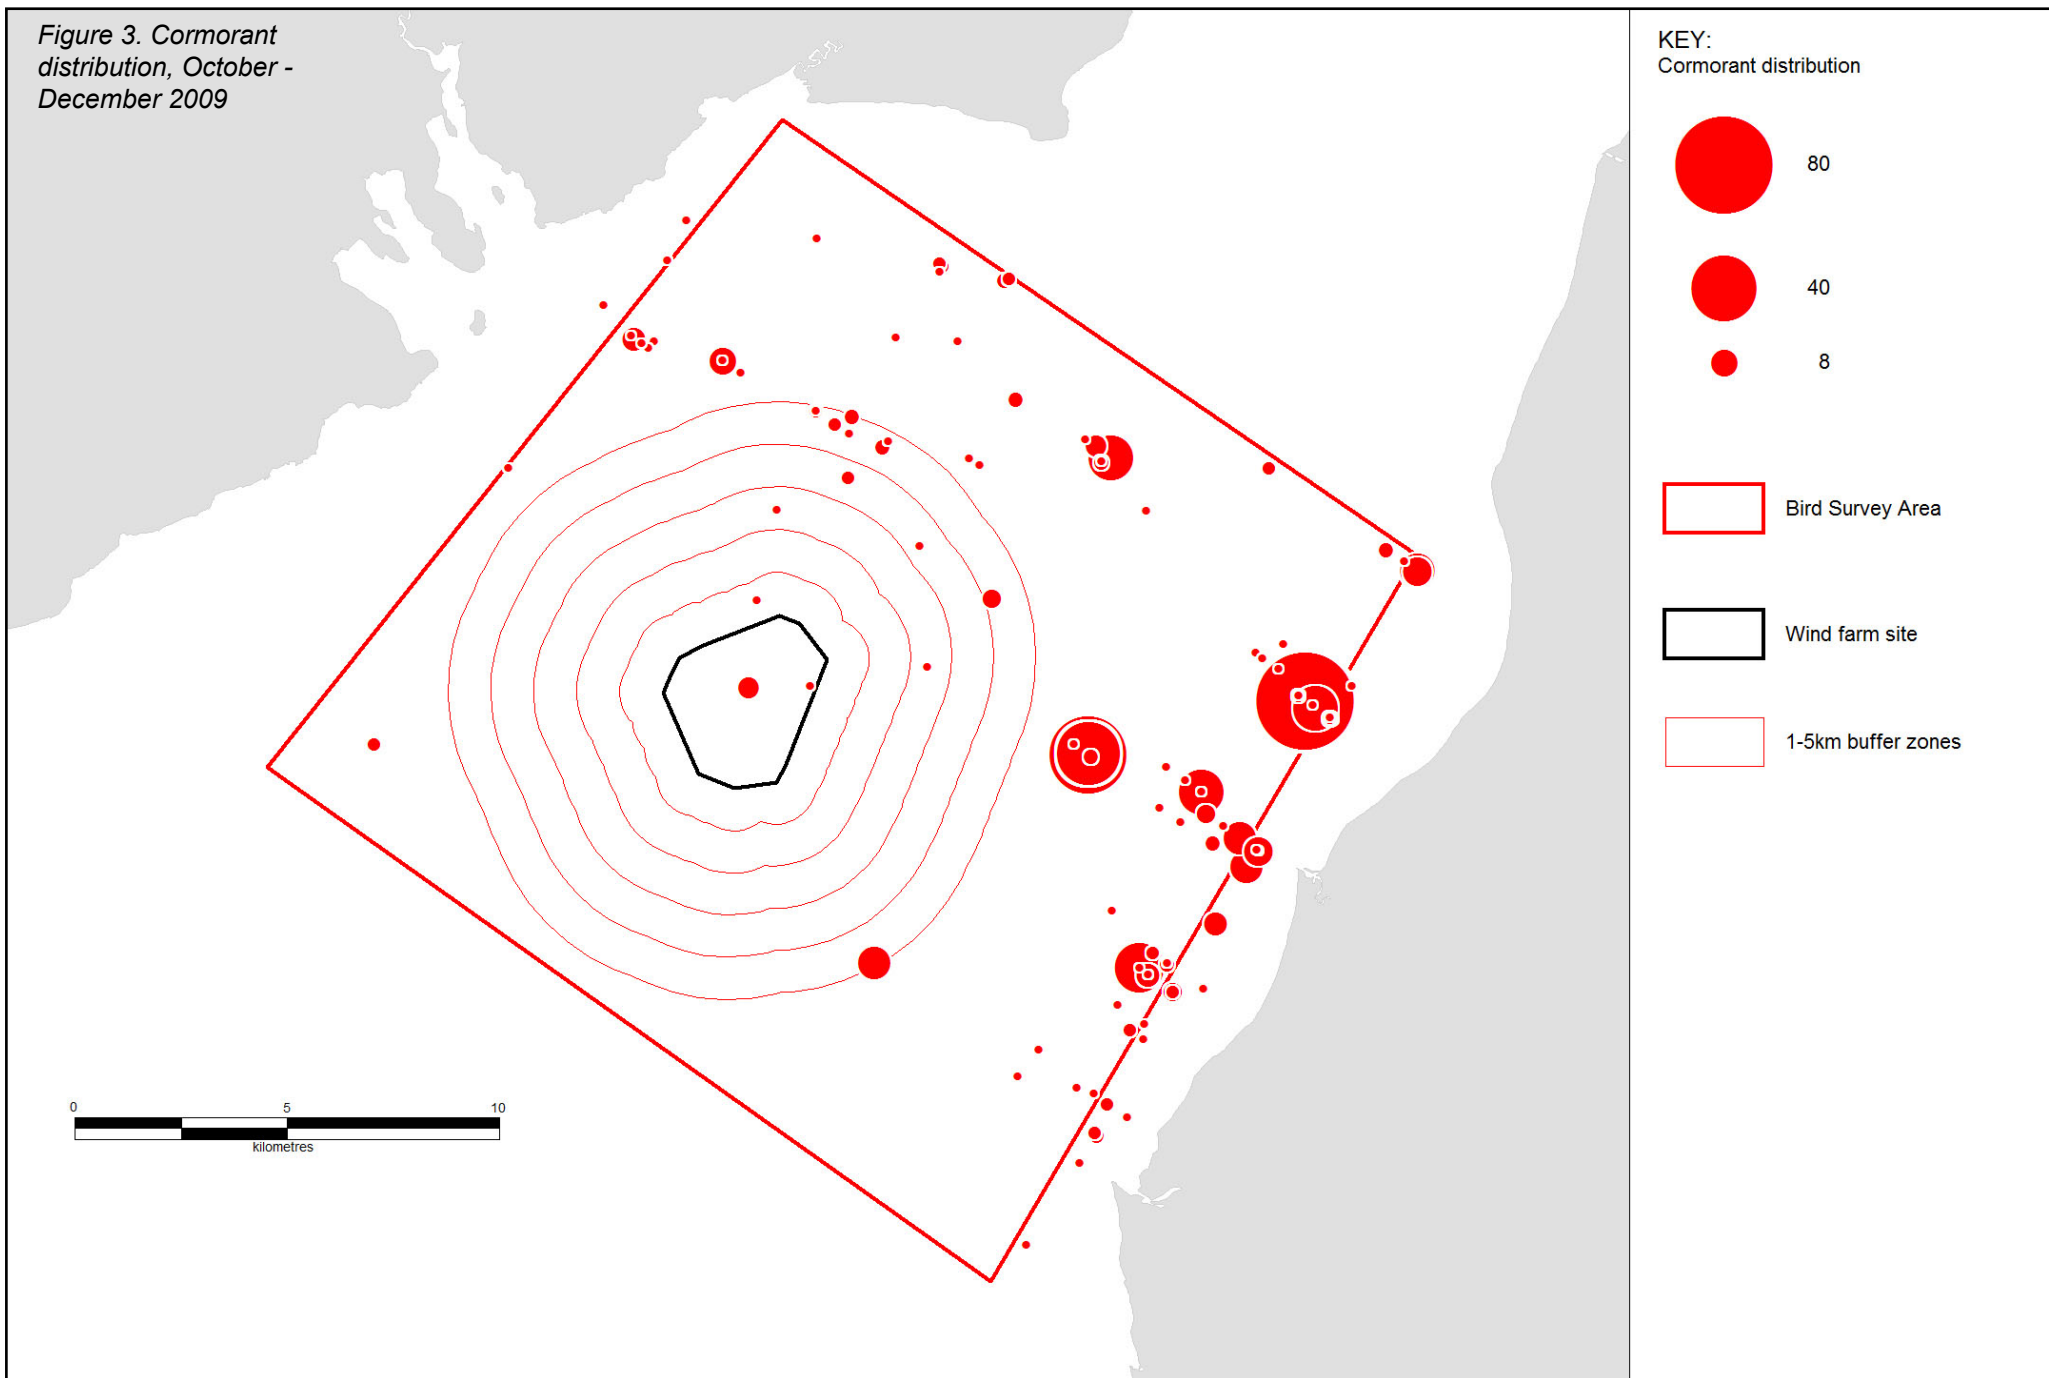 Figure 3. Cormorant
distribution, October -
December 2009
KEY:
Cormorant distribution
80
40
8
Bird Survey Area
Wind farm site
1-5km buffer zones
0 5 10
kilometres